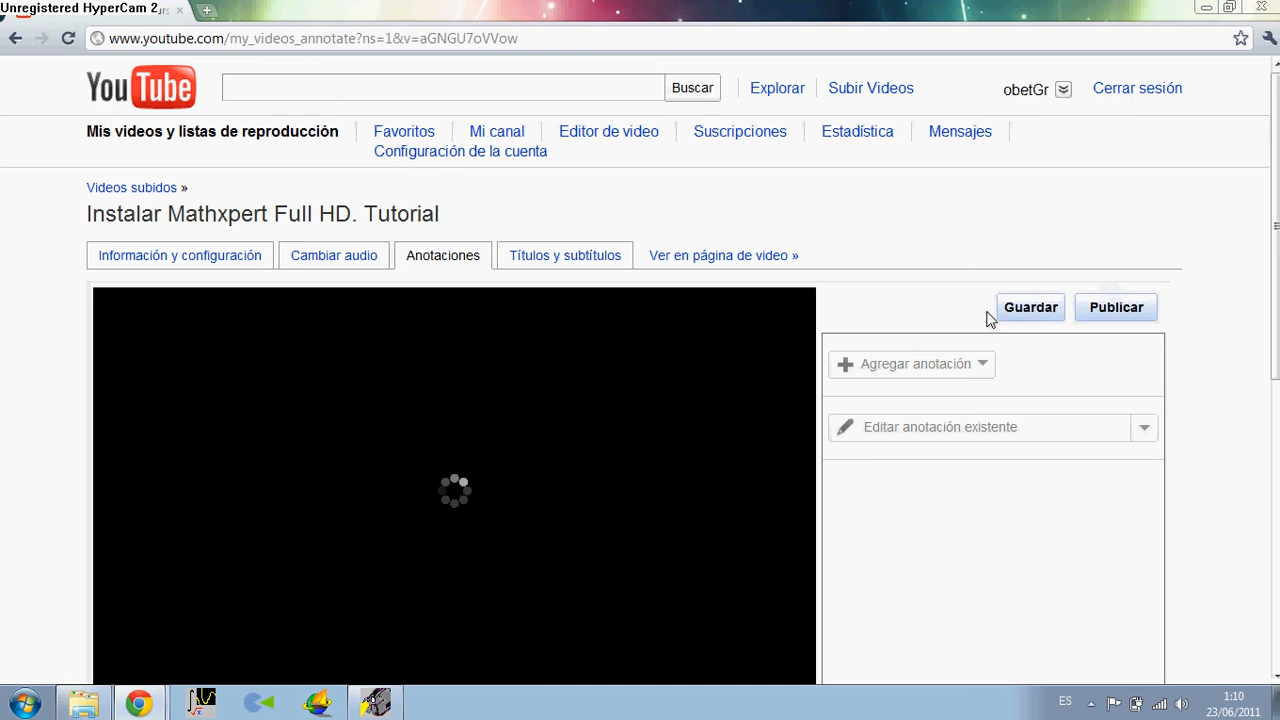 Unregistered HyperCam 2
www.youtube.com/my_videos_annotate?ns=1&v=aGNGU7oVVow
YouTube
Buscar
Explorar
Subir Videos
obetGr
Cerrar sesión
Mis videos y listas de reproducción
Favoritos
Mi canal
Editor de video
Suscripciones
Estadística
Mensajes
Configuración de la cuenta
Videos subidos »
Instalar Mathxpert Full HD. Tutorial
Información y configuración
Cambiar audio
Anotaciones
Títulos y subtítulos
Ver en página de video »
Guardar
Publicar
Agregar anotación
Editar anotación existente
ES
1:10
23/06/2011